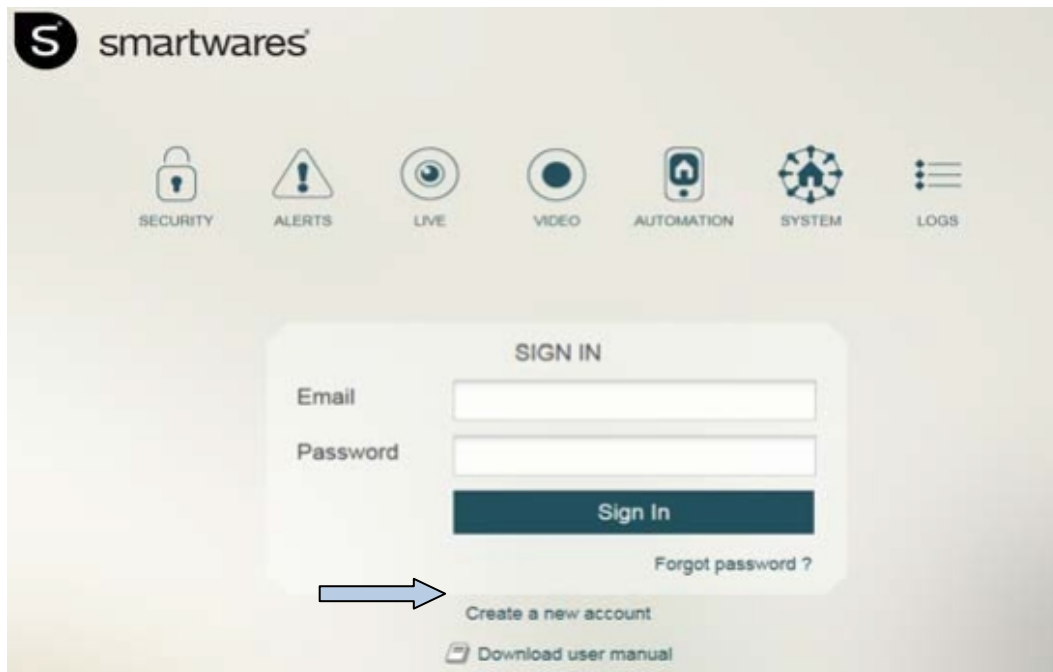 smartwares
SECURITY ALERTS LIVE VIDEO AUTOMATION SYSTEM LOGS
SIGN IN
Email
Password
Sign In
Forgot password ?
Create a new account
Download user manual